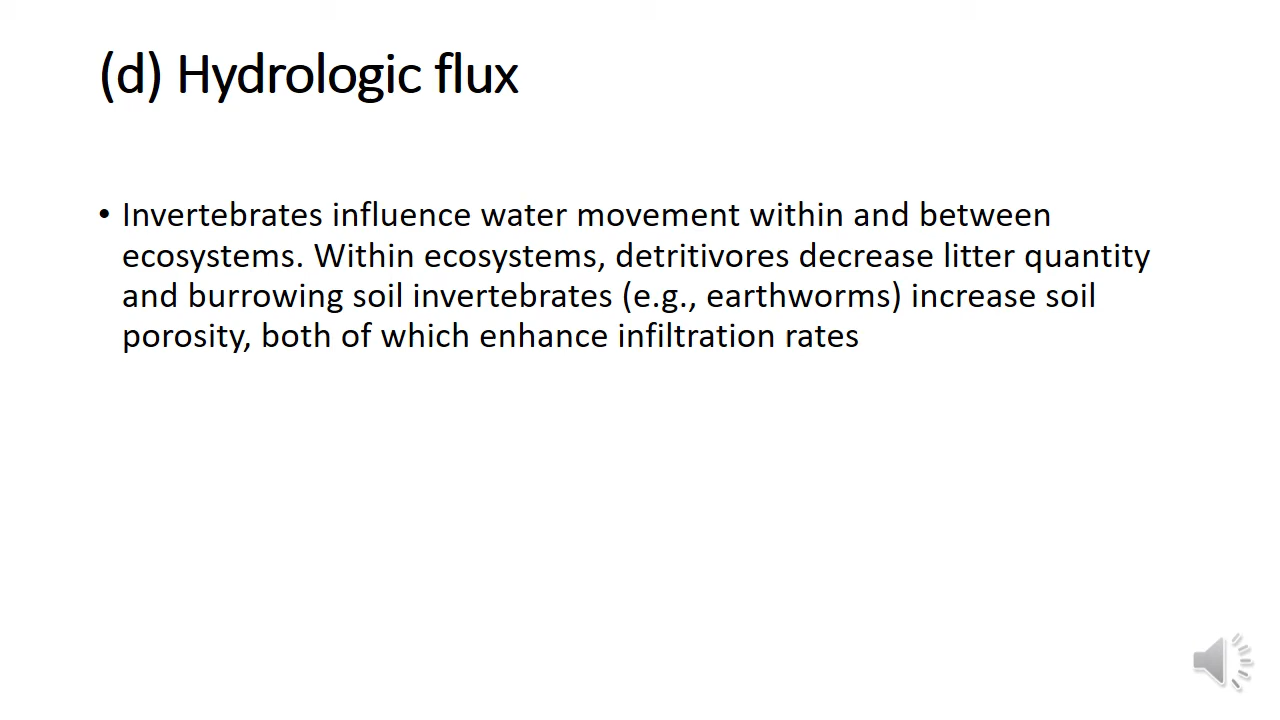 (d) Hydrologic flux
• Invertebrates influence water movement within and between
ecosystems. Within ecosystems, detritivores decrease litter quantity
and burrowing soil invertebrates (e.g., earthworms) increase soil
porosity, both of which enhance infiltration rates